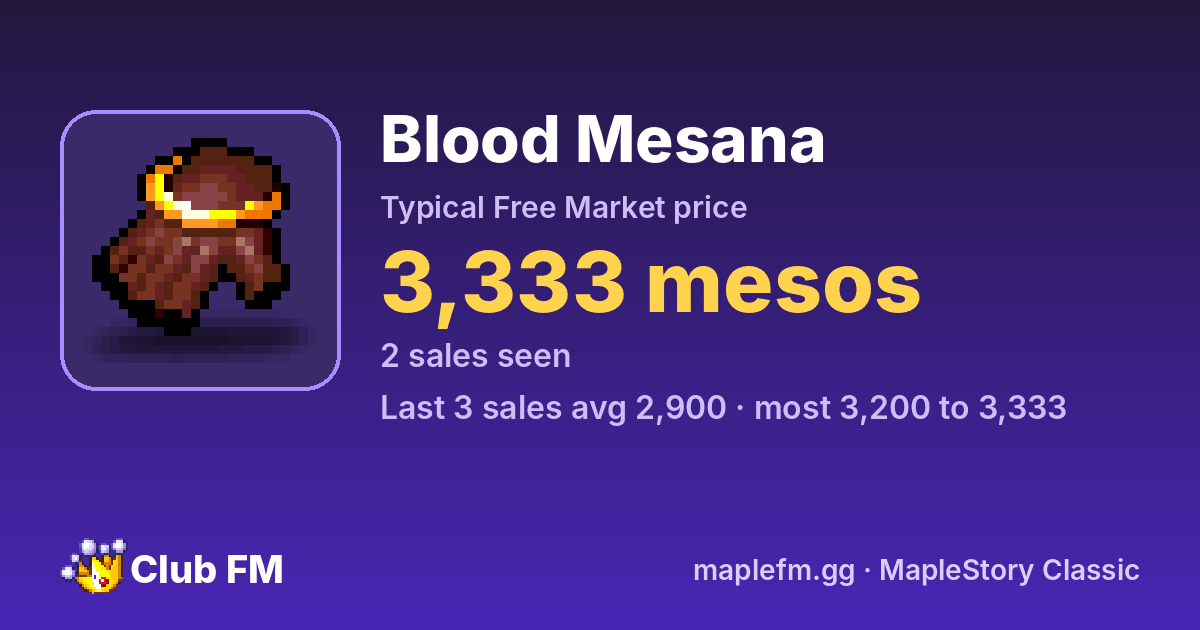 Blood Mesana
Typical Free Market price
3,333 mesos
2 sales seen
Last 3 sales avg 2,900 · most 3,200 to 3,333
Club FM
maplefm.gg · MapleStory Classic